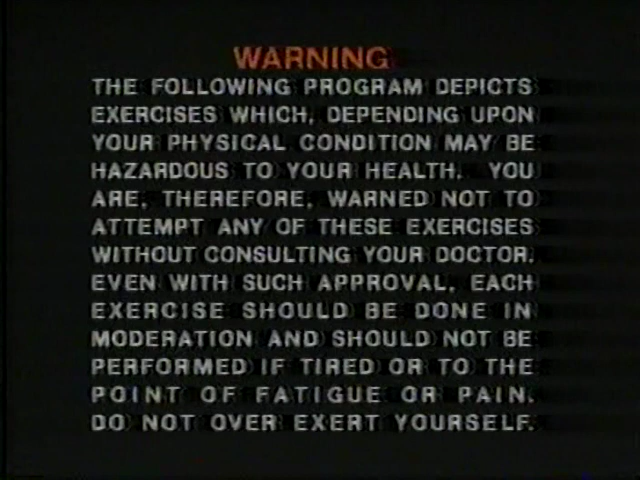 WARNING
THE FOLLOWING PROGRAM DEPICTS
EXERCISES WHICH, DEPENDING UPON
YOUR PHYSICAL CONDITION MAY BE
HAZARDOUS TO YOUR HEALTH. YOU
ARE, THEREFORE, WARNED NOT TO
ATTEMPT ANY OF THESE EXERCISES
WITHOUT CONSULTING YOUR DOCTOR.
EVEN WITH SUCH APPROVAL, EACH
EXERCISE SHOULD BE DONE IN
MODERATION AND SHOULD NOT BE
PERFORMED IF TIRED OR TO THE
POINT OF FATIGUE OR PAIN.
DO NOT OVER EXERT YOURSELF.